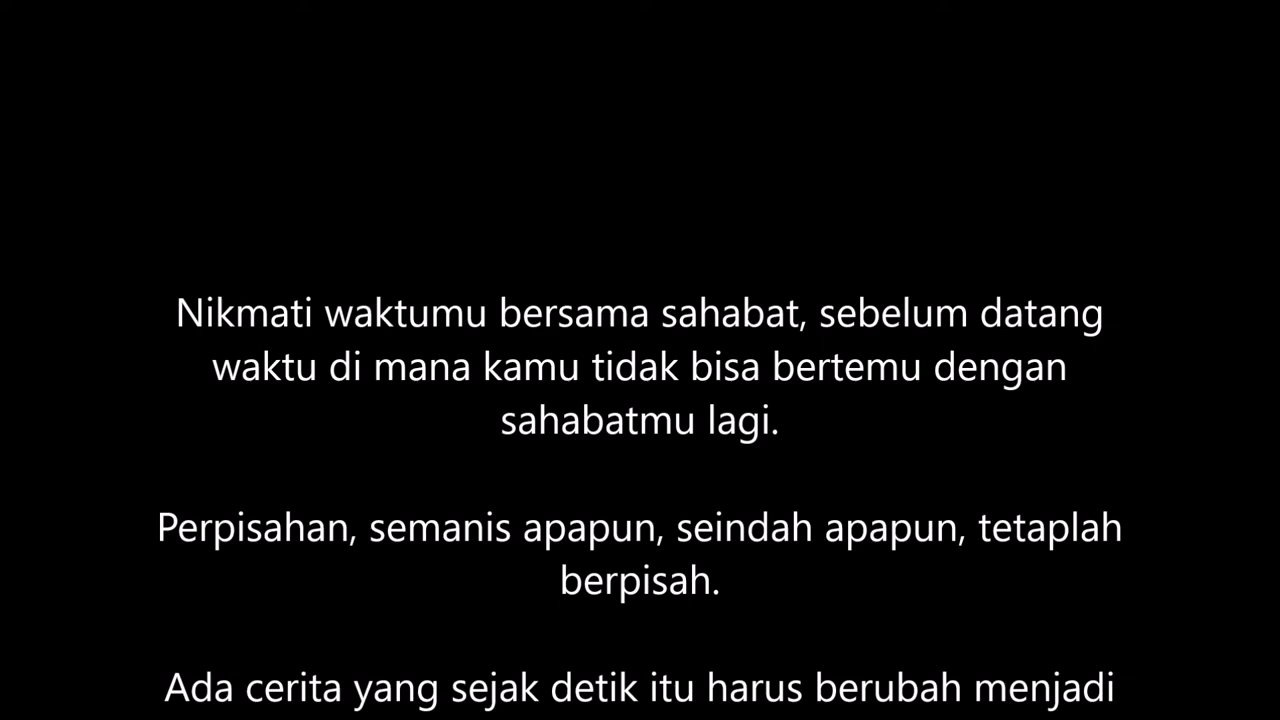 Nikmati waktumu bersama sahabat, sebelum datang
waktu di mana kamu tidak bisa bertemu dengan
sahabatmu lagi.
Perpisahan, semanis apapun, seindah apapun, tetaplah
berpisah.
Ada cerita yang sejak detik itu harus berubah menjadi